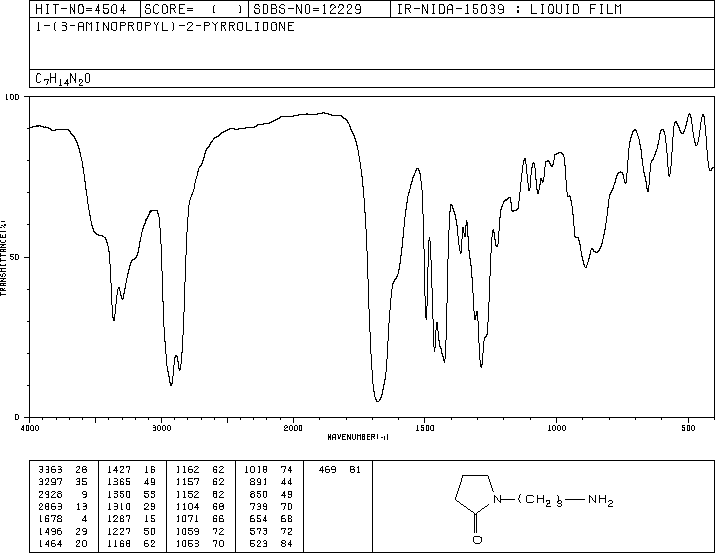 HIT-NO=4504 SCORE= ( ) SDBS-NO=12229 IR-NIDA-15039 : LIQUID FILM
1-(3-AMINOPROPYL)-2-PYRROLIDONE
C7H14N2O
100
50
0
TRANSMITTANCE(%)
4000 3000 2000 1500 1000 500
WAVENUMBER(-1)
3363 28 1427 16 1162 62 1018 74 469 81
3297 35 1365 49 1157 62 891 44
2928 9 1350 55 1152 62 850 49
2863 13 1310 29 1104 68 739 70
1678 4 1287 15 1071 66 654 68
1496 29 1227 50 1059 72 573 72
1464 20 1168 62 1053 70 523 84
N (CH2)3 NH2
O